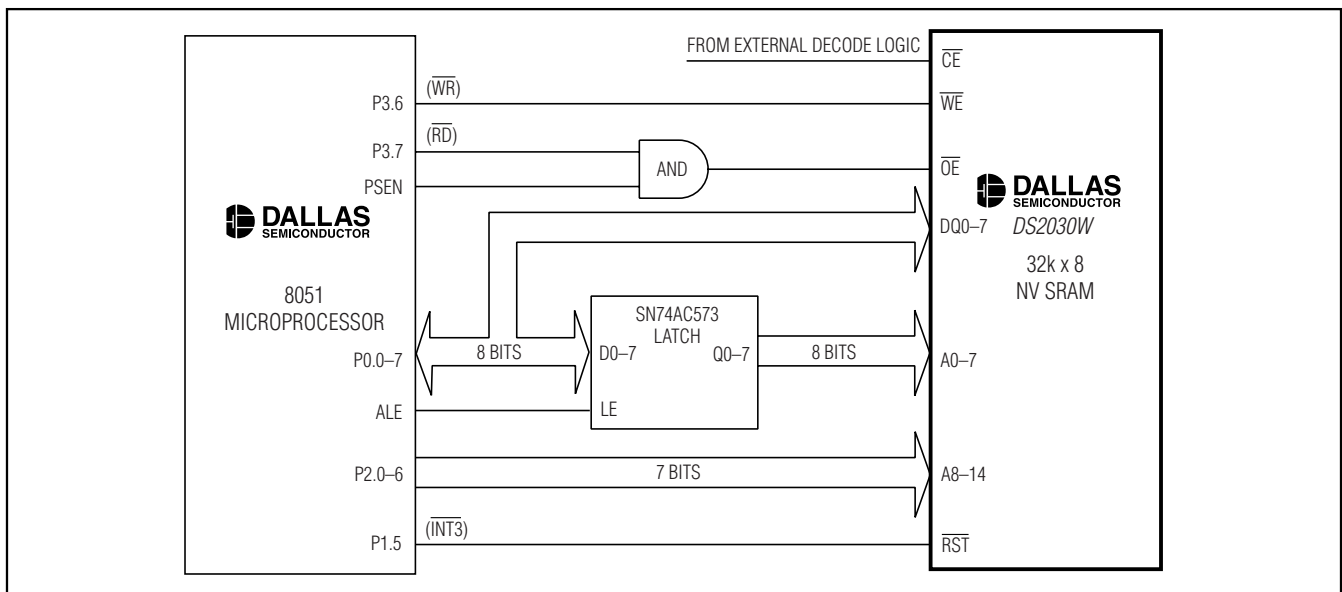 FROM EXTERNAL DECODE LOGIC
CE
P3.6
(WR)
WE
P3.7
(RD)
AND
OE
PSEN
DALLAS
SEMICONDUCTOR
8051
MICROPROCESSOR
DALLAS
SEMICONDUCTOR
DQ0–7
DS2030W
32k x 8
NV SRAM
SN74AC573
LATCH
P0.0–7
8 BITS
D0–7
Q0–7
8 BITS
A0–7
ALE
LE
P2.0–6
7 BITS
A8–14
P1.5
(INT3)
RST